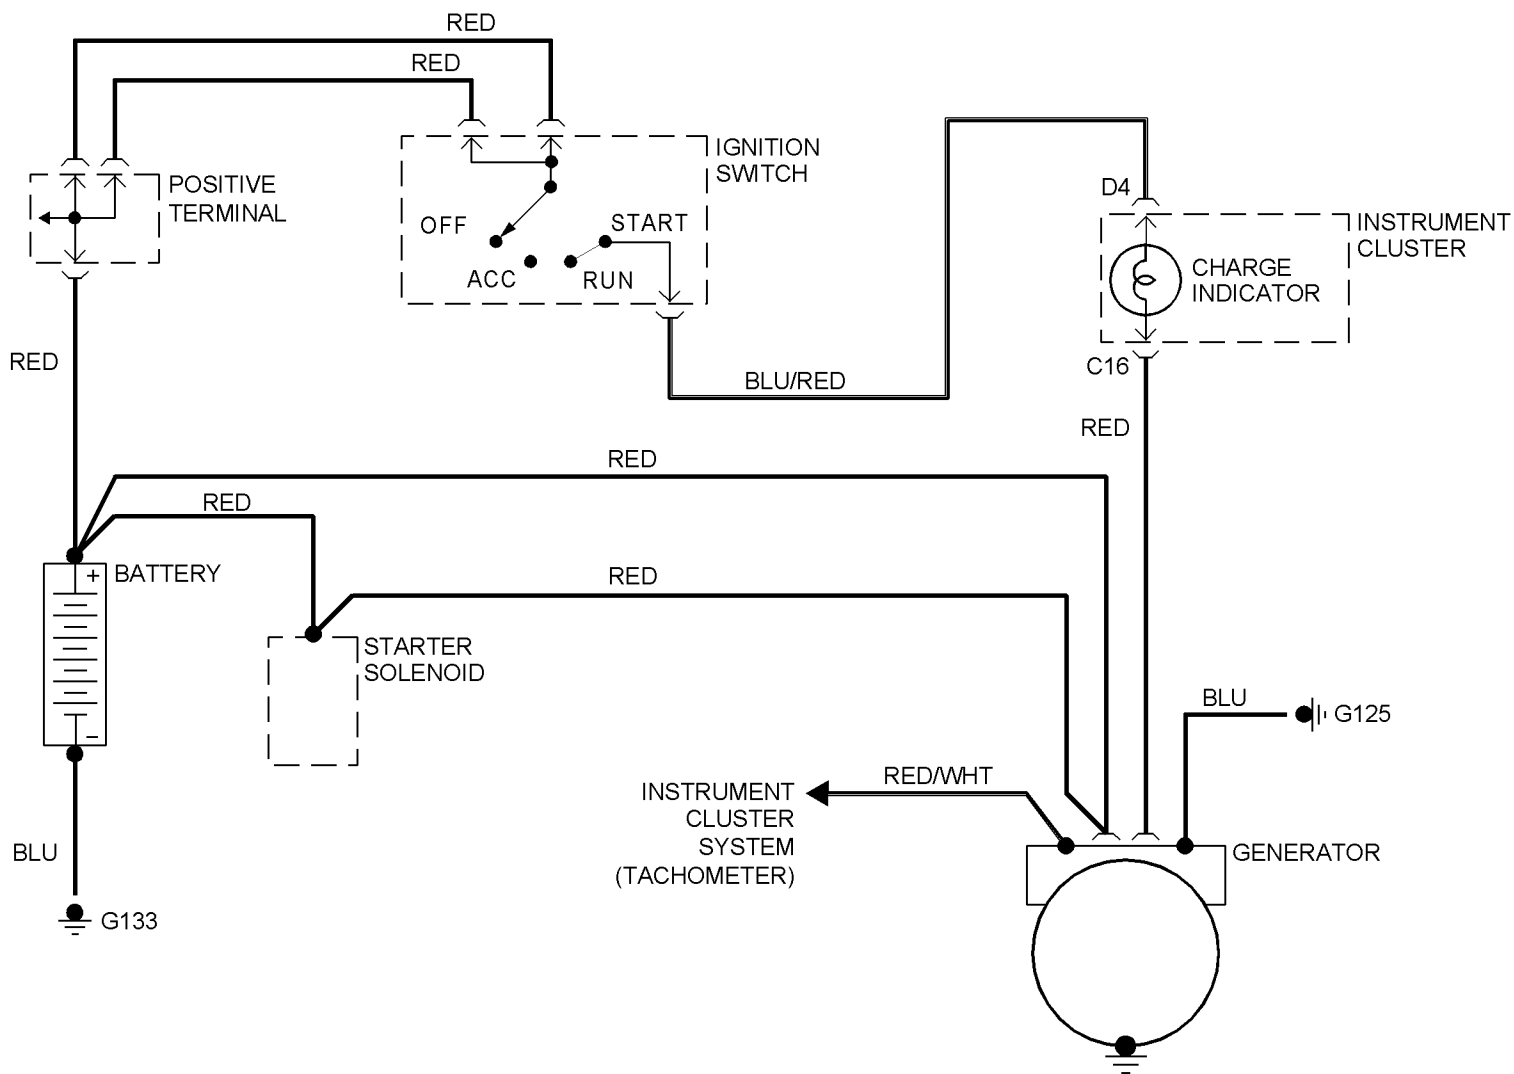 RED
RED
IGNITION
SWITCH
POSITIVE
TERMINAL
OFF
START
ACC
RUN
D4
INSTRUMENT
CLUSTER
CHARGE
INDICATOR
C16
RED
BLU/RED
RED
RED
RED
+
BATTERY
RED
STARTER
SOLENOID
–
BLU
G125
RED/WHT
INSTRUMENT
CLUSTER
SYSTEM
(TACHOMETER)
BLU
GENERATOR
G133